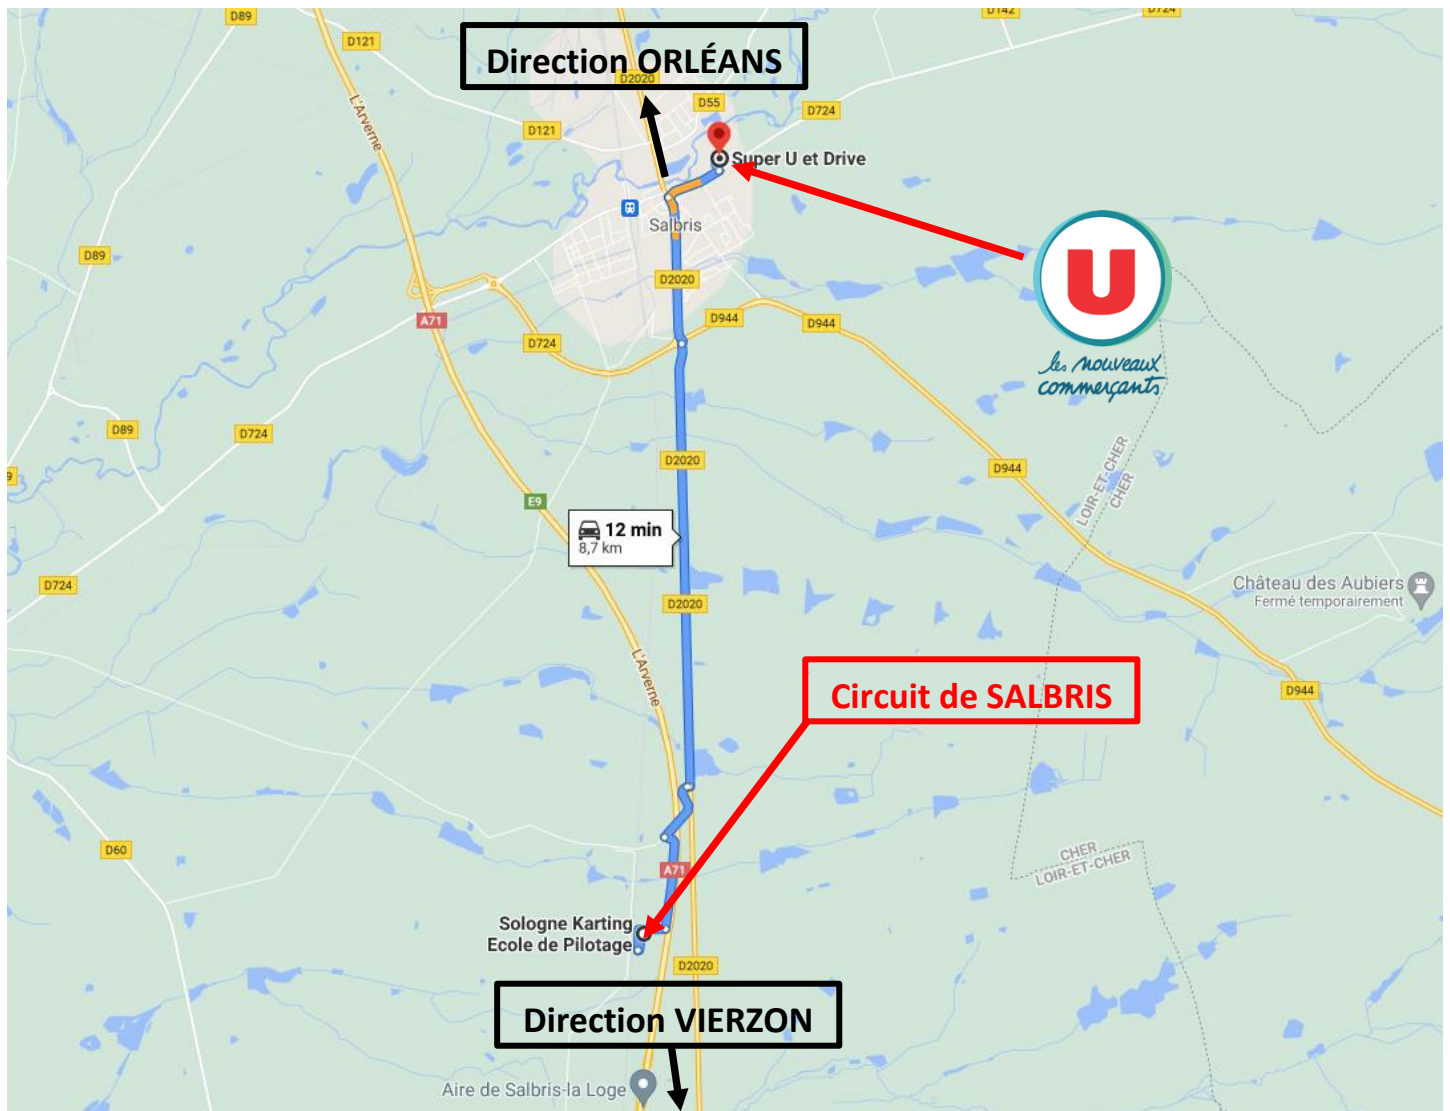 D89
D142
D724
D121
Direction ORLÉANS
D2020
D55
D724
L'Arverne
D121
Super U et Drive
Salbris
D89
D2020
U
A71
D944
D944
D724
les nouveaux
commerçants
D89
D724
D2020
D944
LOIR-ET-CHER
CHER
E9
12 min
8,7 km
D724
D2020
Château des Aubiers
Fermé temporairement
L'Arverne
Circuit de SALBRIS
D944
D60
CHER
LOIR-ET-CHER
A71
Sologne Karting
Ecole de Pilotage
D2020
Direction VIERZON
Aire de Salbris-la Loge